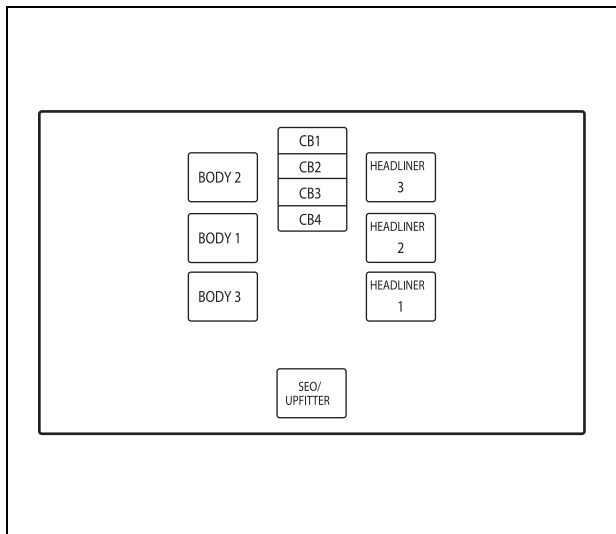 CB1
CB2
CB3
CB4
BODY 2
BODY 1
BODY 3
HEADLINER
3
HEADLINER
2
HEADLINER
1
SEO/
UPFITTER